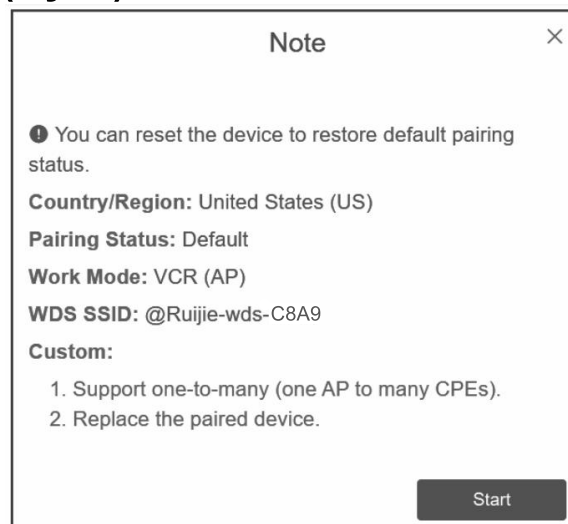 Note
You can reset the device to restore default pairing
status.
Country/Region: United States (US)
Pairing Status: Default
Work Mode: VCR (AP)
WDS SSID: @Ruijie-wds-C8A9
Custom:
1. Support one-to-many (one AP to many CPEs).
2. Replace the paired device.
Start